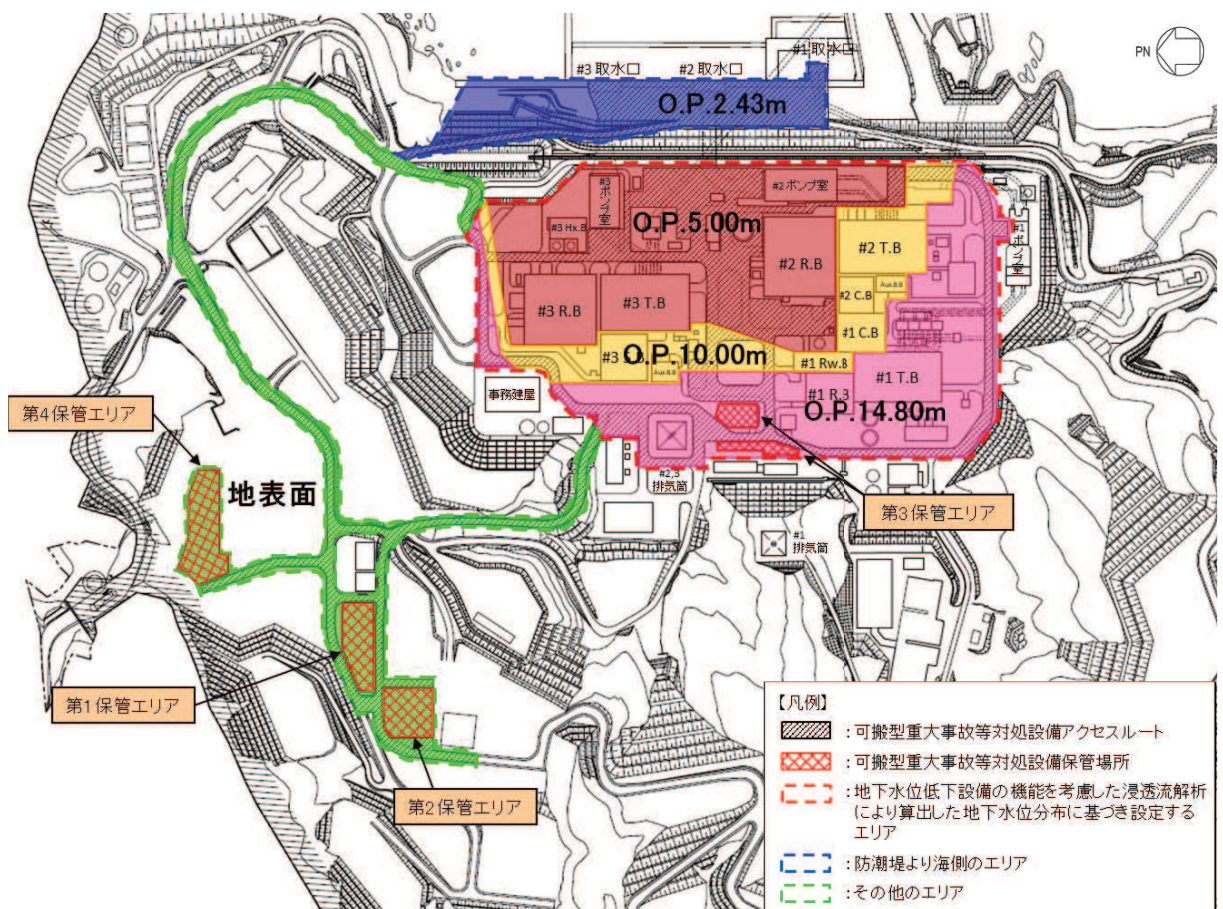 #1 取水口
#3 取水口
#2 取水口
PN
O.P.2.43m
#3
ポンプ室
#2 ポンプ室
O.P.5.00m
#3 Hx.B
#2 T.B
#1
ポンプ室
#2 R.B
#3 R.B
#3 T.B
#2 C.B
Aux.B.B
#1 C.B
O.P.10.00m
Aux.B.B
#1 Rw.B
#1 R.B
#1 T.B
事務建屋
O.P.14.80m
第4保管エリア
#2,3
排気筒
地表面
第3保管エリア
#1
排気筒
第1保管エリア
第2保管エリア
【凡例】
:可搬型重大事故等対処設備アクセスルート
:可搬型重大事故等対処設備保管場所
:地下水位低下設備の機能を考慮した浸透流解析
により算出した地下水位分布に基づき設定する
エリア
:防潮堤より海側のエリア
:その他のエリア